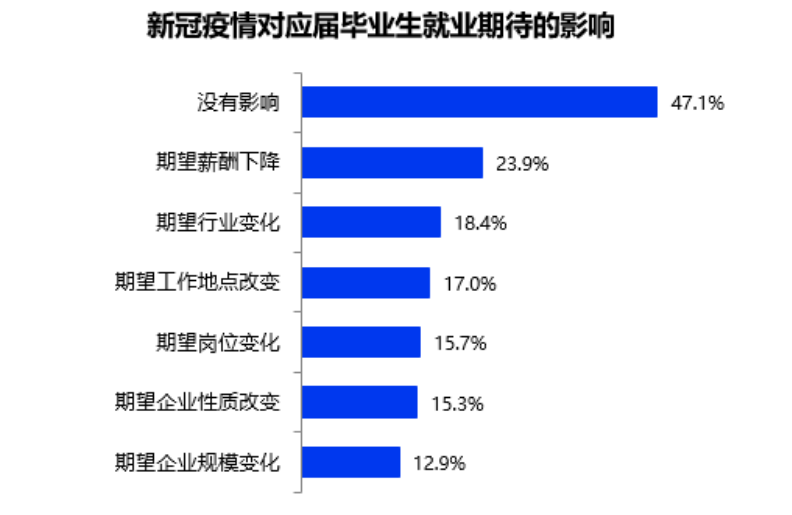 新冠疫情对应届毕业生就业期待的影响
没有影响 47.1%
期望薪酬下降 23.9%
期望行业变化 18.4%
期望工作地点改变 17.0%
期望岗位变化 15.7%
期望企业性质改变 15.3%
期望企业规模变化 12.9%